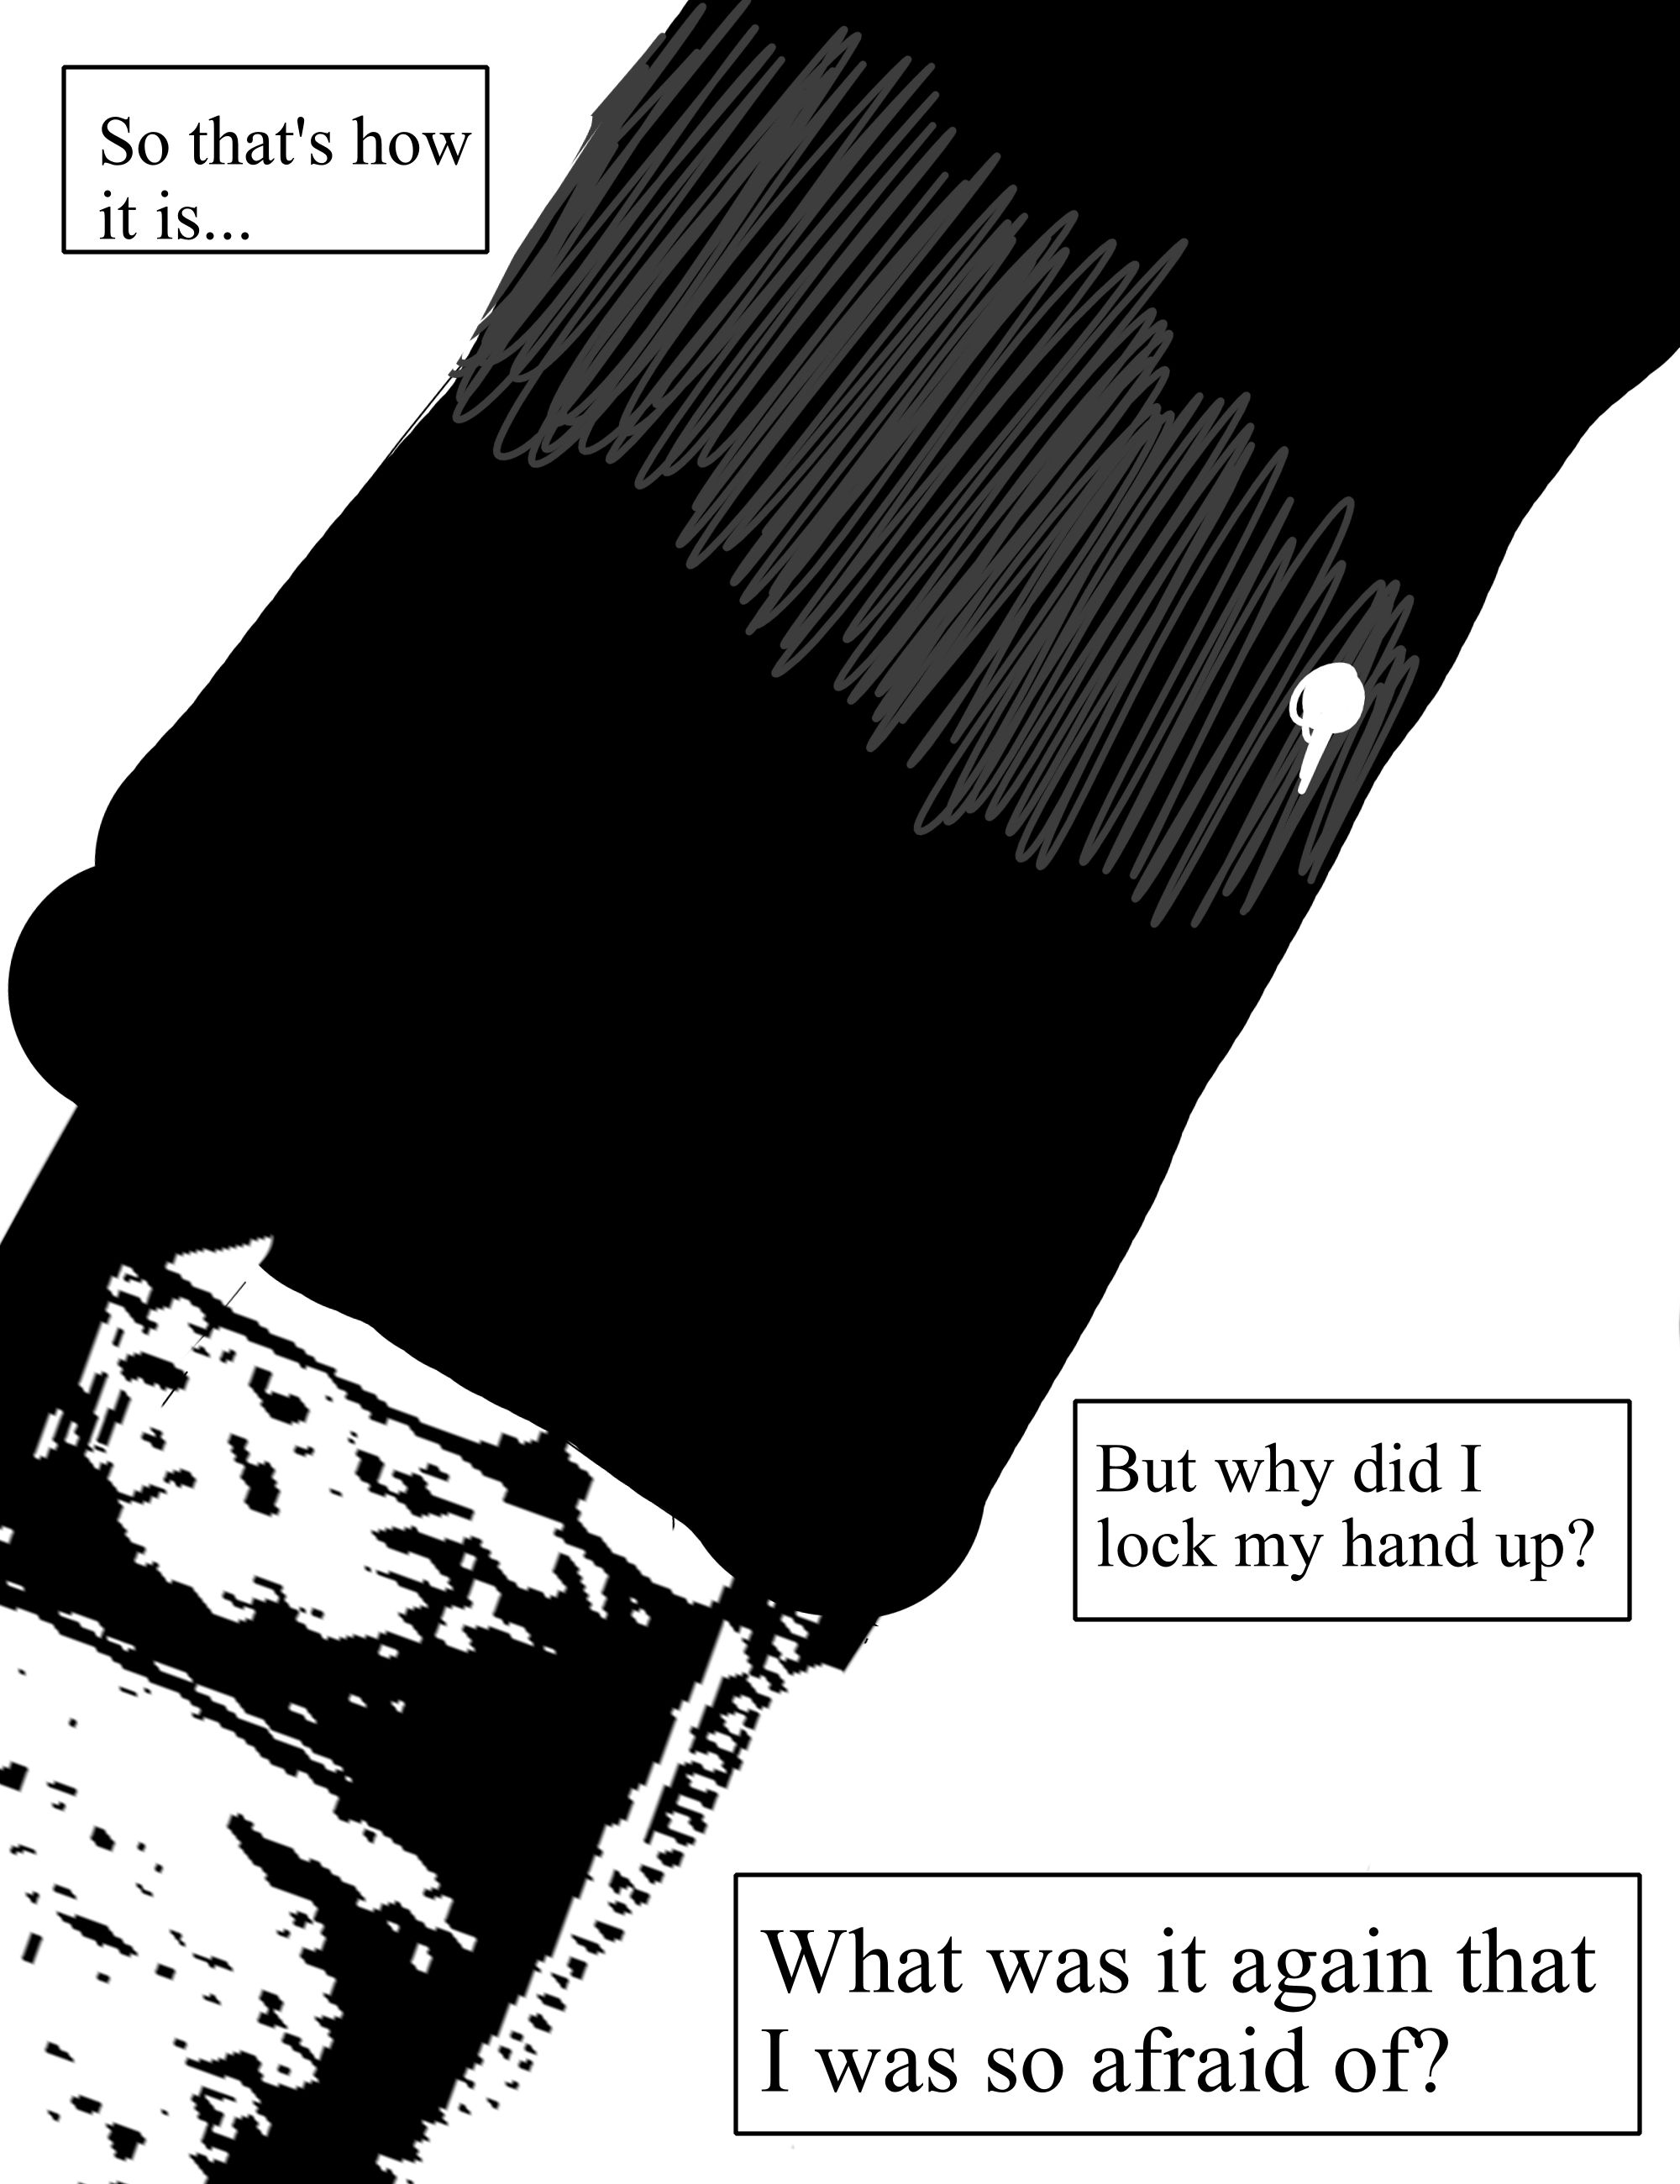 So that's how
it is...
But why did I
lock my hand up?
What was it again that
I was so afraid of?